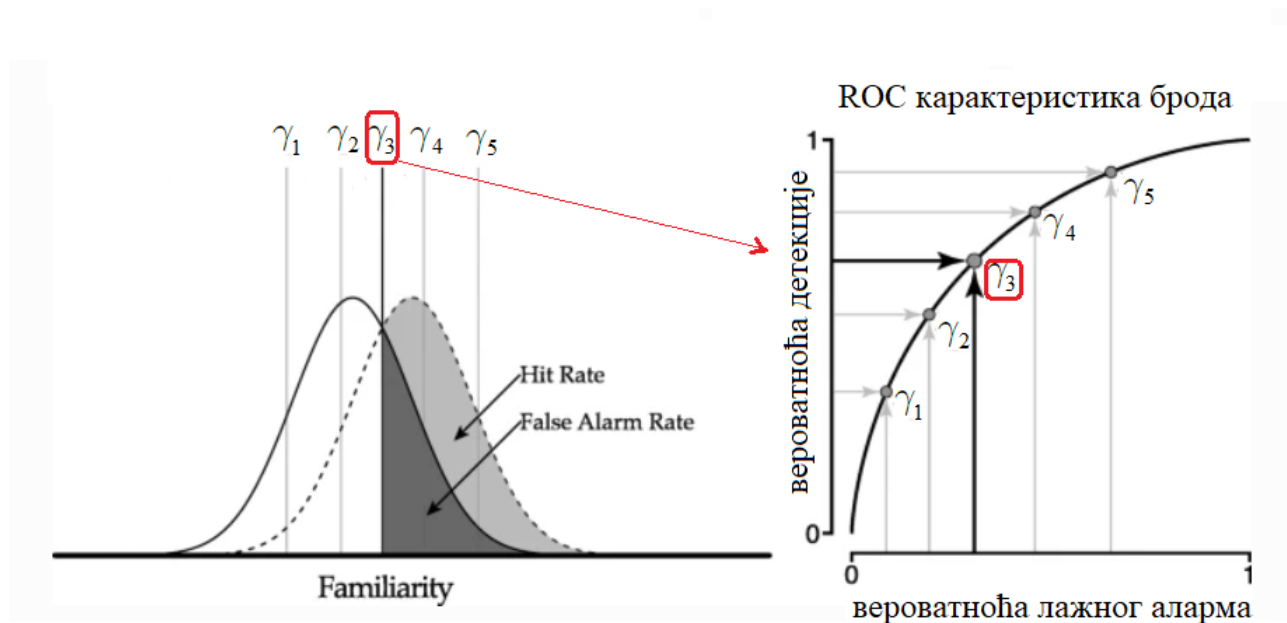 γ1 γ2 γ3 γ4 γ5
Hit Rate
False Alarm Rate
Familiarity
ROC карактеристика брода
вероватноћа детекције
1
γ5
γ4
γ3
γ2
γ1
0
0 1
вероватноћа лажног аларма